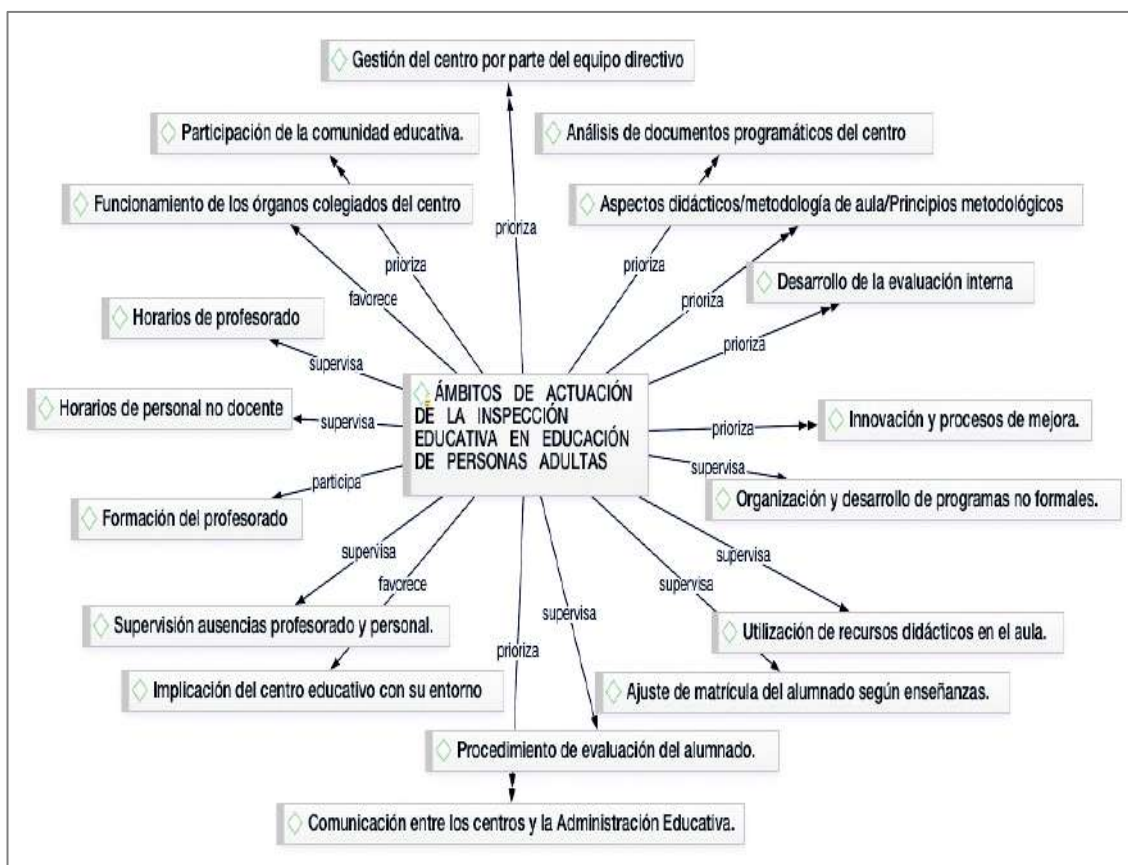 Gestión del centro por parte del equipo directivo
Participación de la comunidad educativa.
Análisis de documentos programáticos del centro
Funcionamiento de los órganos colegiados del centro
Aspectos didácticos/metodología de aula/Principios metodológicos
prioriza
prioriza
prioriza
Desarrollo de la evaluación interna
favorece
prioriza
Horarios de profesorado
prioriza
supervisa
ÁMBITOS DE ACTUACIÓN
DE LA INSPECCIÓN
EDUCATIVA EN EDUCACIÓN
DE PERSONAS ADULTAS
Horarios de personal no docente
supervisa
prioriza
Innovación y procesos de mejora.
supervisa
participa
Organización y desarrollo de programas no formales.
Formación del profesorado
supervisa
supervisa
favorece
supervisa
supervisa
Supervisión ausencias profesorado y personal.
Utilización de recursos didácticos en el aula.
prioriza
Implicación del centro educativo con su entorno
Ajuste de matrícula del alumnado según enseñanzas.
Procedimiento de evaluación del alumnado.
Comunicación entre los centros y la Administración Educativa.